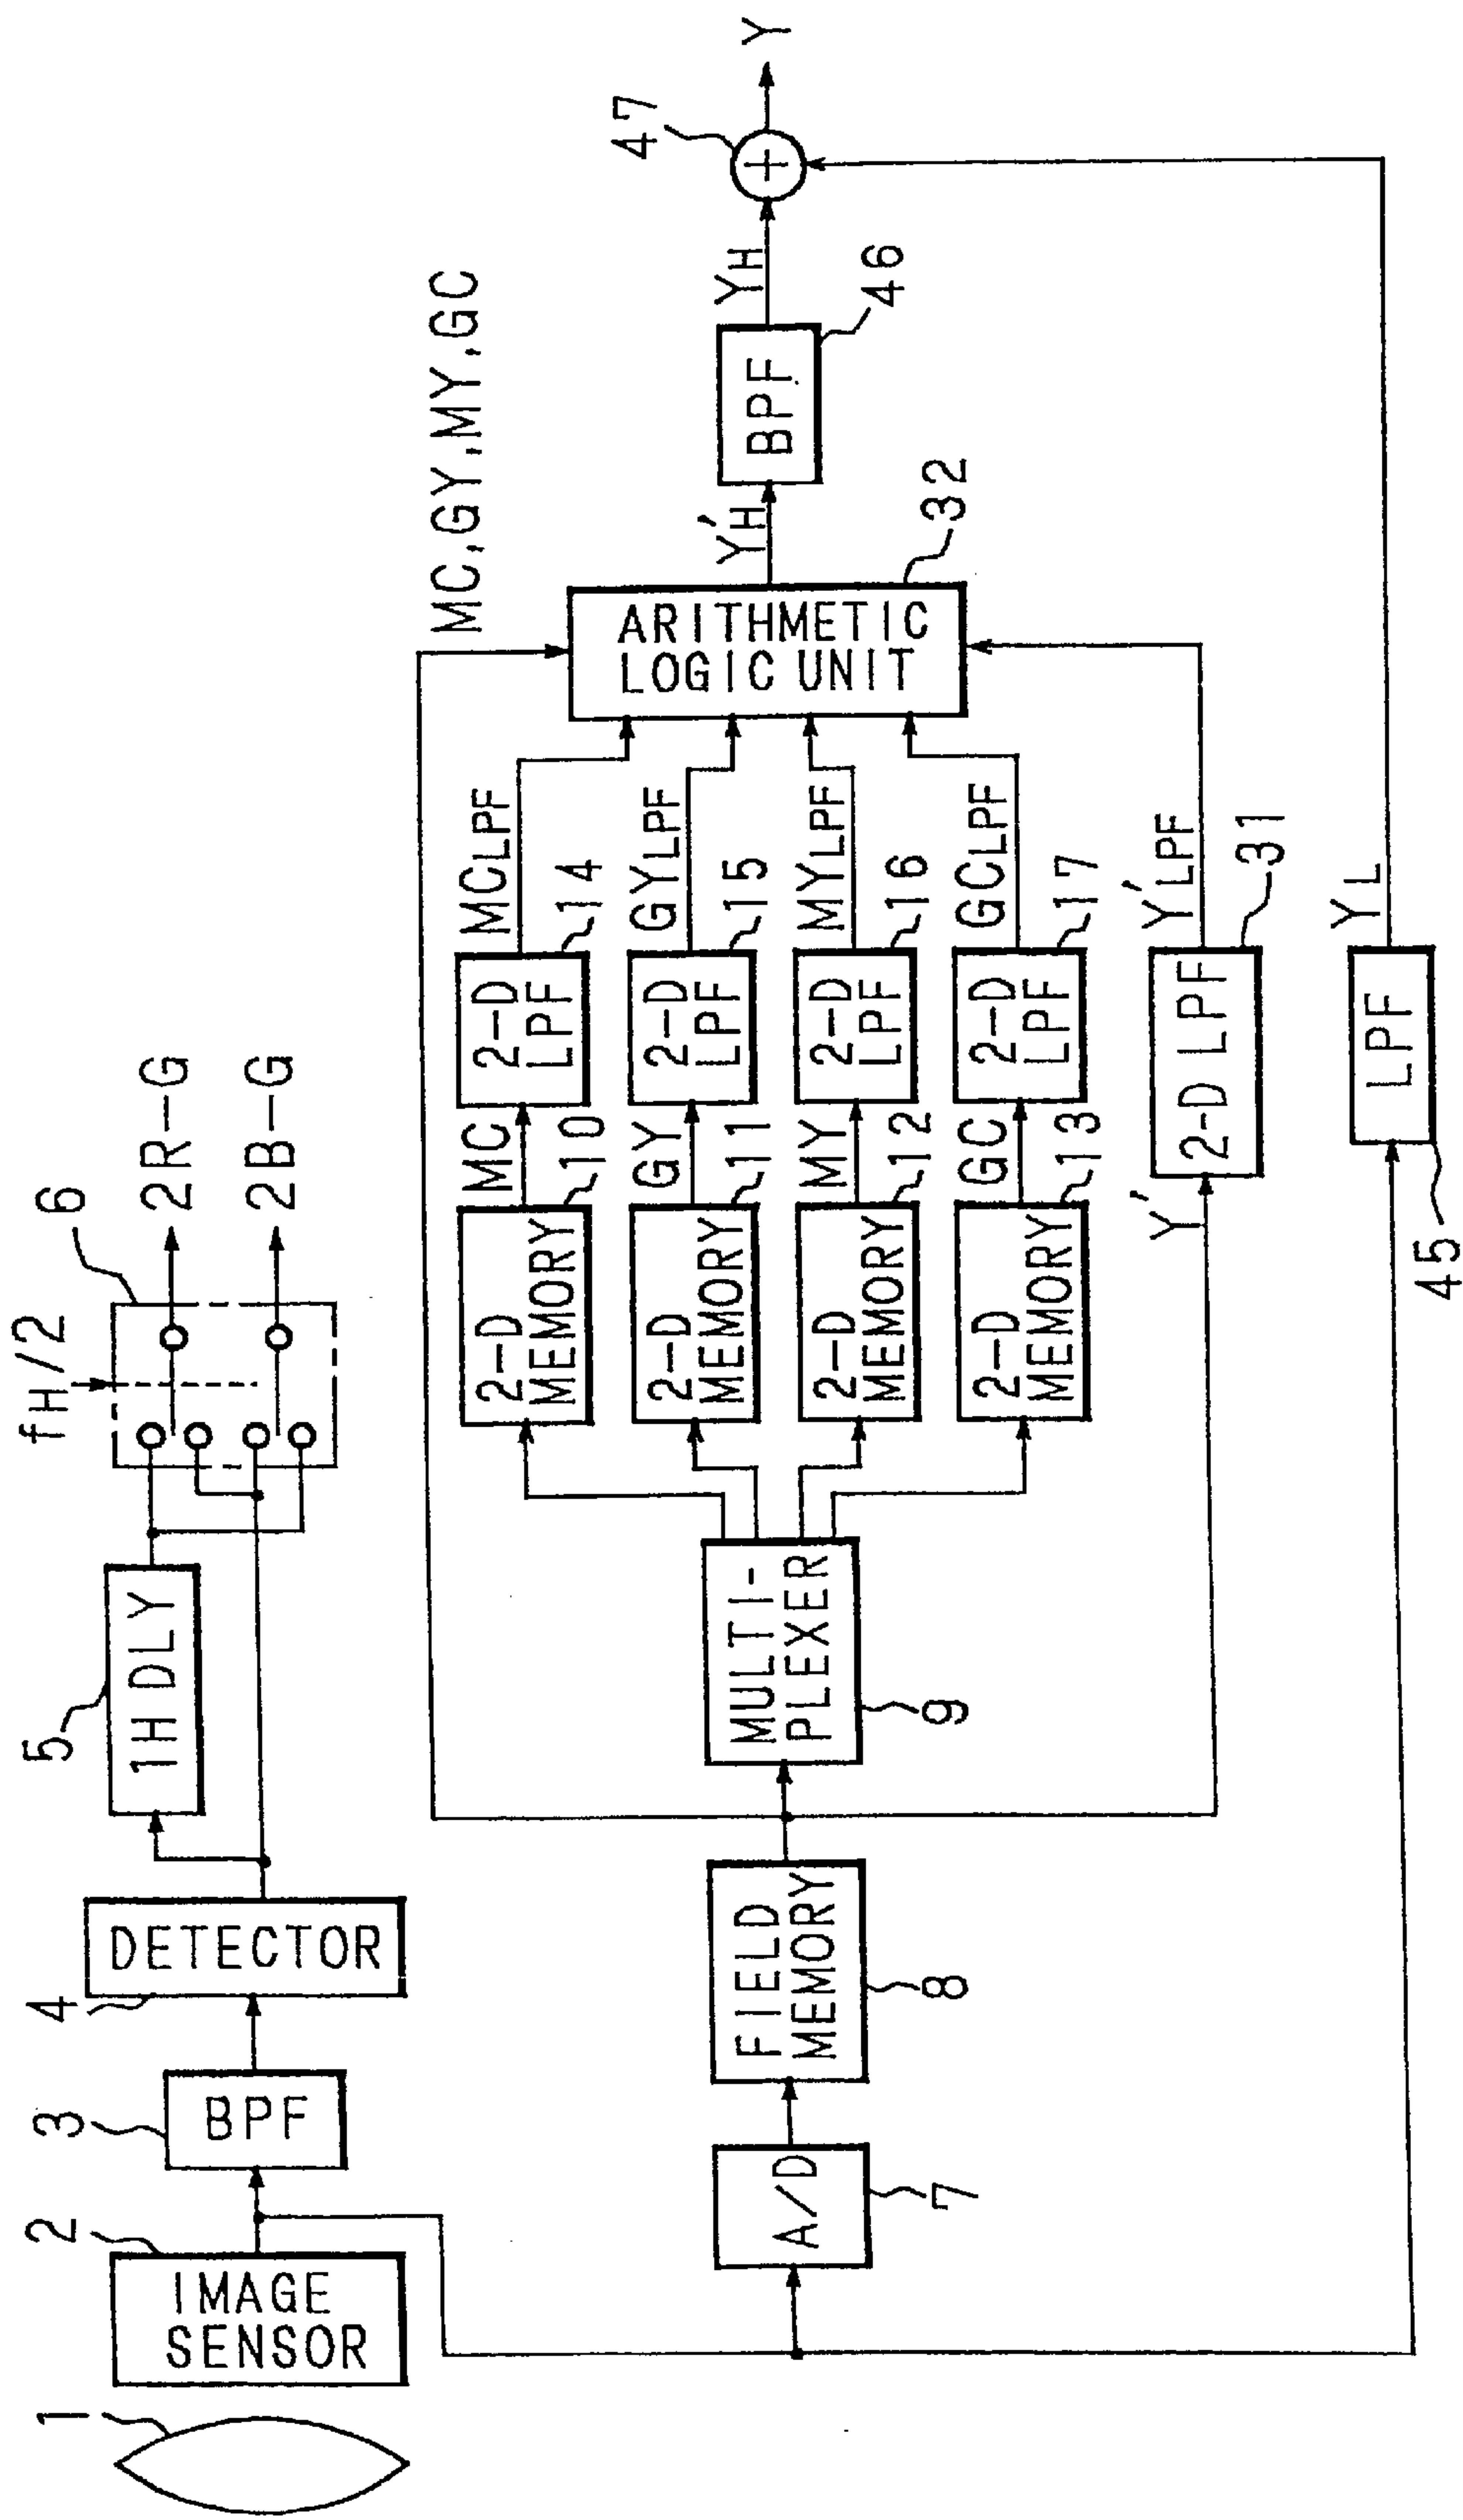 1
2
IMAGE
SENSOR
3
BPF
4
DETECTOR
5
1H DLY
fH/2
6
2R-G
2B-G
A/D
7
FIELD
MEMORY
8
MULTI-
PLEXER
9
2-D
MEMORY
MC
10
2-D
LPF
MCLPF
14
2-D
MEMORY
GY
11
2-D
LPF
GYLPF
15
2-D
MEMORY
MY
12
2-D
LPF
MYLPF
16
2-D
MEMORY
GC
13
2-D
LPF
GCLPF
17
Y'
2-D LPF
Y'LPF
31
LPF
YL
45
MC,GY,MY,GC
ARITHMETIC
LOGIC UNIT
32
Y'H
BPF
YH
46
47
+
Y